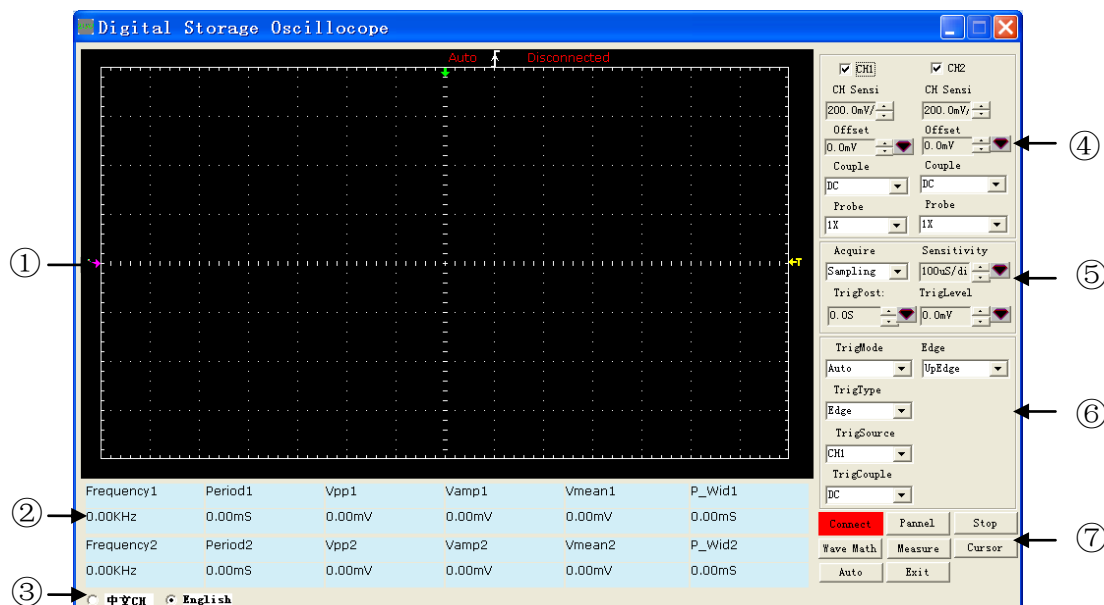 Digital Storage Oscillocope
Auto Disconnected
T
CH1 CH2
CH Sensi CH Sensi
200.0mV/ 200.0mV/
Offset Offset
0.0mV 0.0mV
④
Couple Couple
DC DC
Probe Probe
1X 1X
①
Acquire Sensitivity
Sampling 100uS/di
⑤
TrigPost: TrigLevel
0.0S 0.0mV
TrigMode Edge
Auto UpEdge
TrigType
Edge
⑥
TrigSource
CH1
TrigCouple
DC
Frequency1 Period1 Vpp1 Vamp1 Vmean1 P_Wid1
② 0.00KHz 0.00mS 0.00mV 0.00mV 0.00mV 0.00mS
Frequency2 Period2 Vpp2 Vamp2 Vmean2 P_Wid2
0.00KHz 0.00mS 0.00mV 0.00mV 0.00mV 0.00mS
Connect Pannel Stop
⑦
Wave Math Measure Cursor
Auto Exit
③ 中文CH English